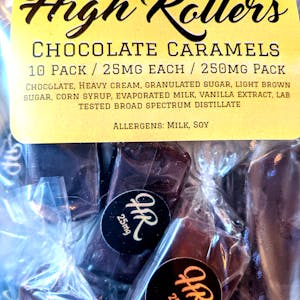 High Rollers
CHOCOLATE CARAMELS
10 PACK / 25MG EACH / 250MG PACK
CHOCOLATE, HEAVY CREAM, GRANULATED SUGAR, LIGHT BROWN
SUGAR, CORN SYRUP, EVAPORATED MILK, VANILLA EXTRACT, LAB
TESTED BROAD SPECTRUM DISTILLATE
ALLERGENS: MILK, SOY
HR
25mg
HR